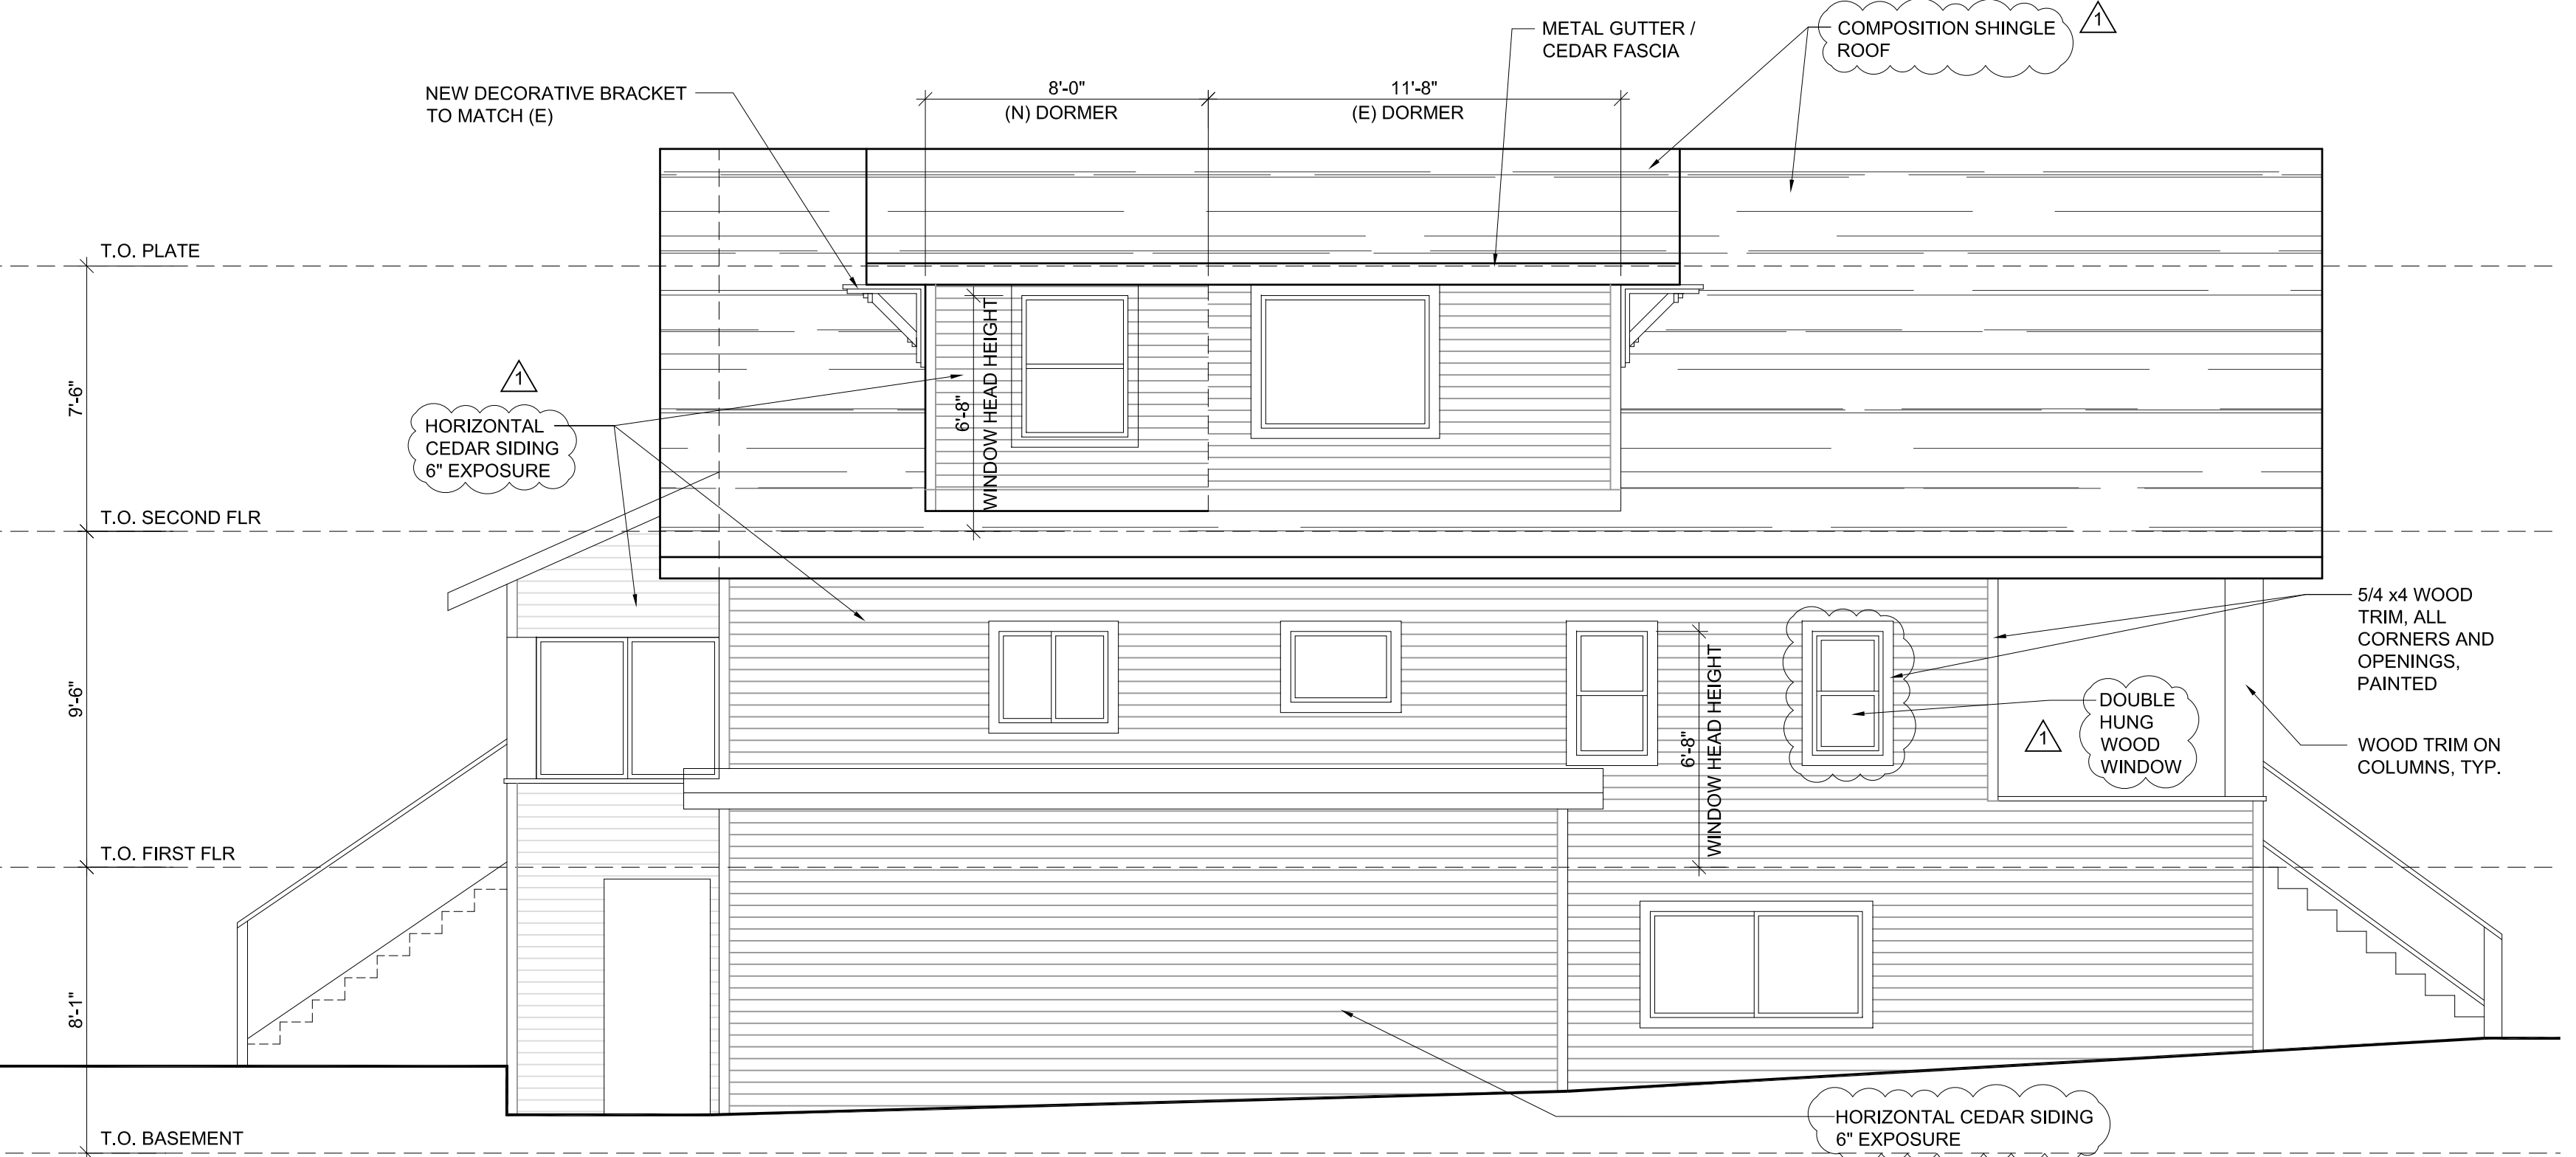 METAL GUTTER /
CEDAR FASCIA
COMPOSITION SHINGLE
ROOF
1
NEW DECORATIVE BRACKET
TO MATCH (E)
8'-0"
(N) DORMER
11'-8"
(E) DORMER
T.O. PLATE
7'-6"
1
HORIZONTAL
CEDAR SIDING
6" EXPOSURE
6'-8"
WINDOW HEAD HEIGHT
T.O. SECOND FLR
9'-6"
6'-8"
WINDOW HEAD HEIGHT
5/4 x4 WOOD
TRIM, ALL
CORNERS AND
OPENINGS,
PAINTED
1
DOUBLE
HUNG
WOOD
WINDOW
WOOD TRIM ON
COLUMNS, TYP.
T.O. FIRST FLR
8'-1"
HORIZONTAL CEDAR SIDING
6" EXPOSURE
T.O. BASEMENT